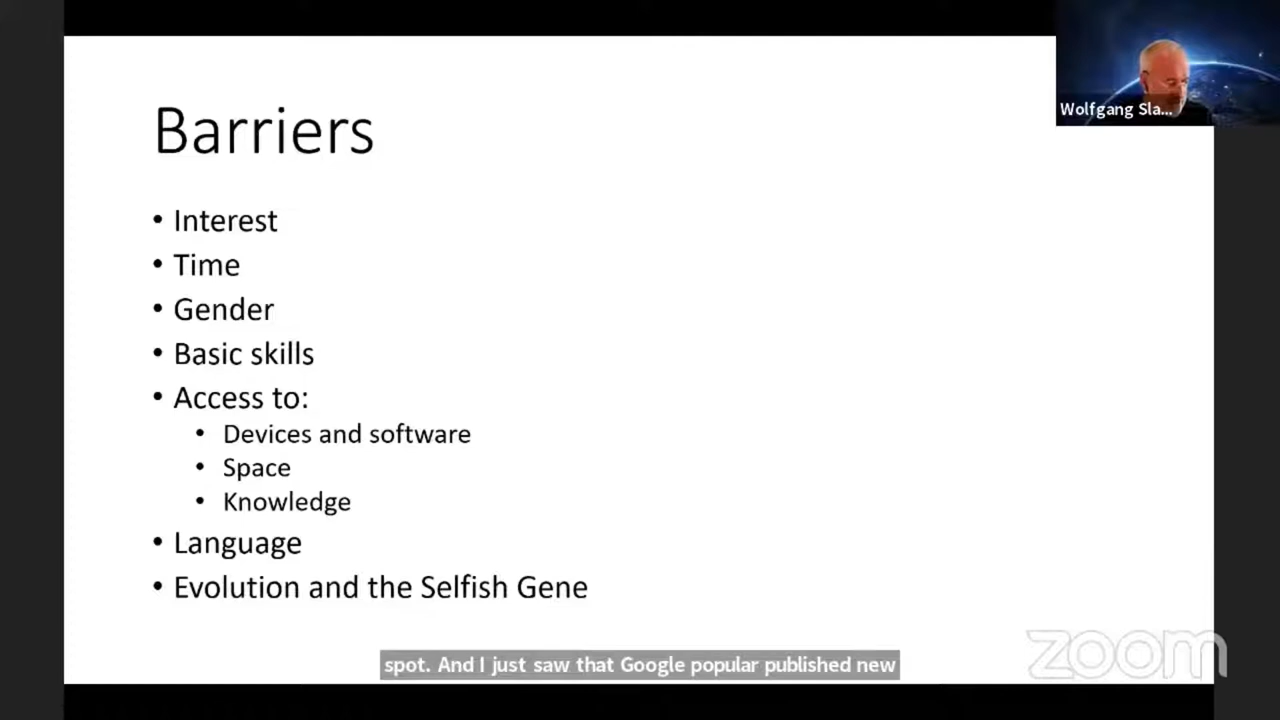 Barriers
Wolfgang Sla...
• Interest
• Time
• Gender
• Basic skills
• Access to:
• Devices and software
• Space
• Knowledge
• Language
• Evolution and the Selfish Gene
spot. And I just saw that Google popular published new
zoom